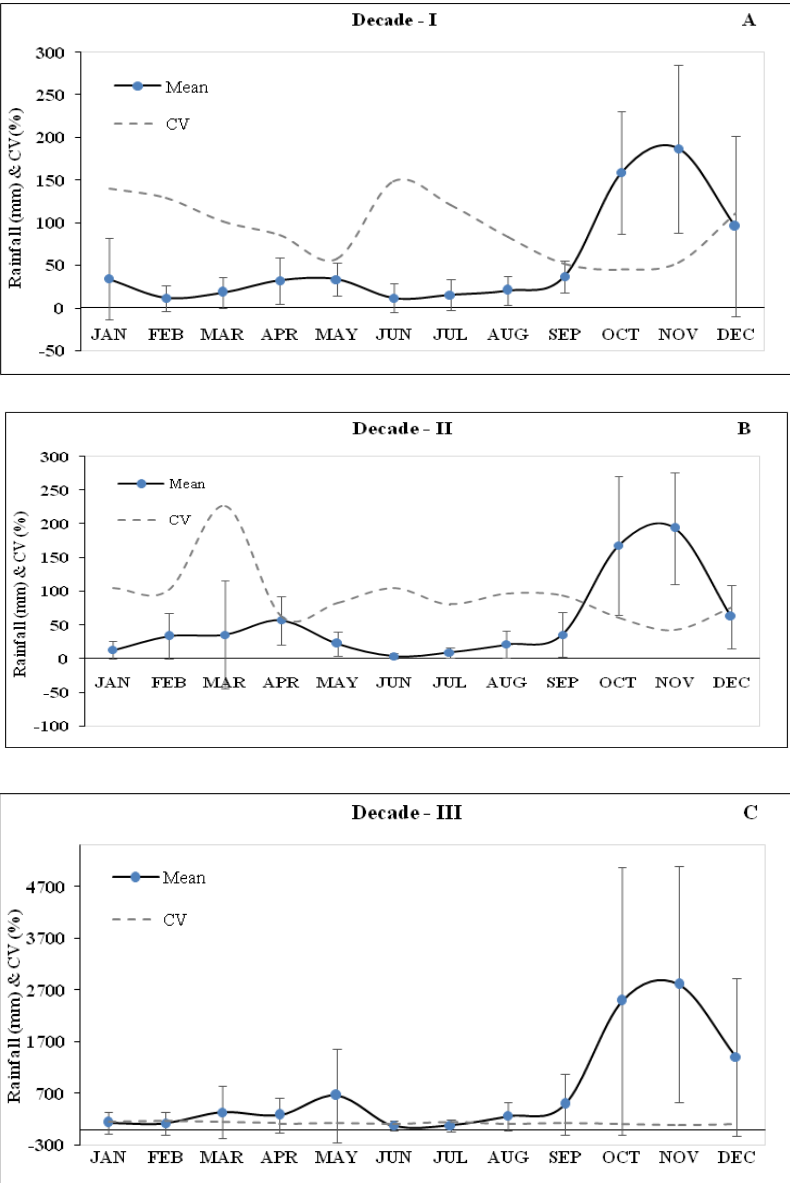 Decade - I A
300
250
200
150
100
50
0
-50
Rainfall (mm) & CV (%)
Mean
CV
JAN FEB MAR APR MAY JUN JUL AUG SEP OCT NOV DEC
Decade - II B
300
250
200
150
100
50
0
-50
-100
Rainfall (mm) & CV (%)
Mean
CV
JAN FEB MAR APR MAY JUN JUL AUG SEP OCT NOV DEC
Decade - III C
4700
3700
2700
1700
700
-300
Rainfall (mm) & CV (%)
Mean
CV
JAN FEB MAR APR MAY JUN JUL AUG SEP OCT NOV DEC